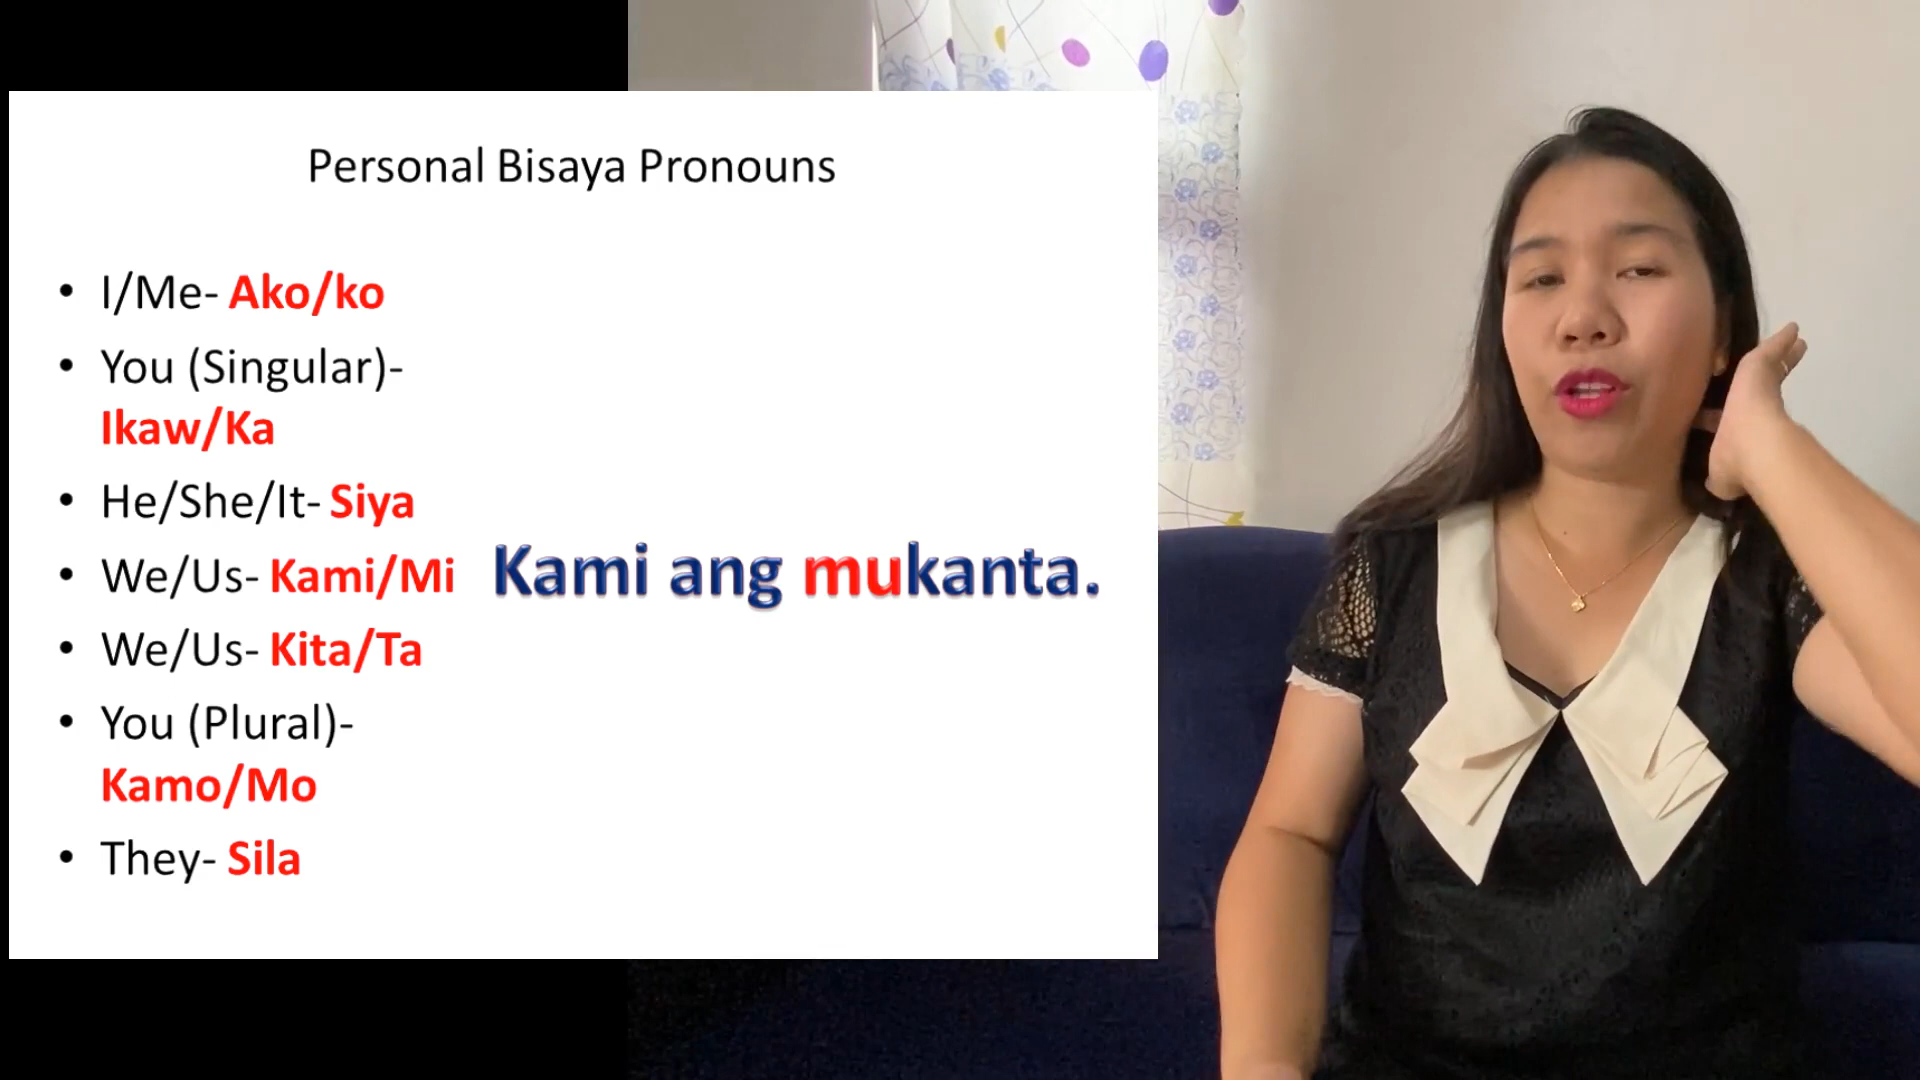 Personal Bisaya Pronouns
• I/Me- Ako/ko
• You (Singular)-
Ikaw/Ka
• He/She/It- Siya
• We/Us- Kami/Mi
Kami ang mukanta.
• We/Us- Kita/Ta
• You (Plural)-
Kamo/Mo
• They- Sila